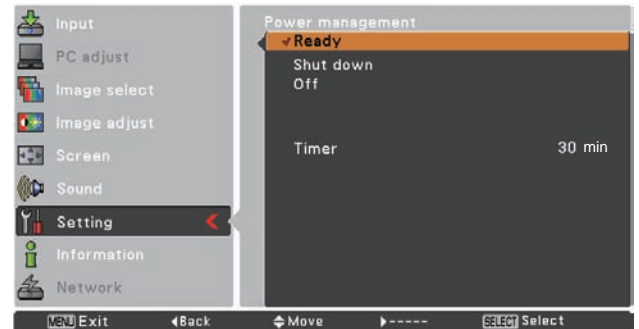 Input
PC adjust
Image select
Image adjust
Screen
Sound
Setting
Information
Network
Power management
Ready
Shut down
Off
Timer 30 min
MENU Exit Back Move ----- SELECT Select